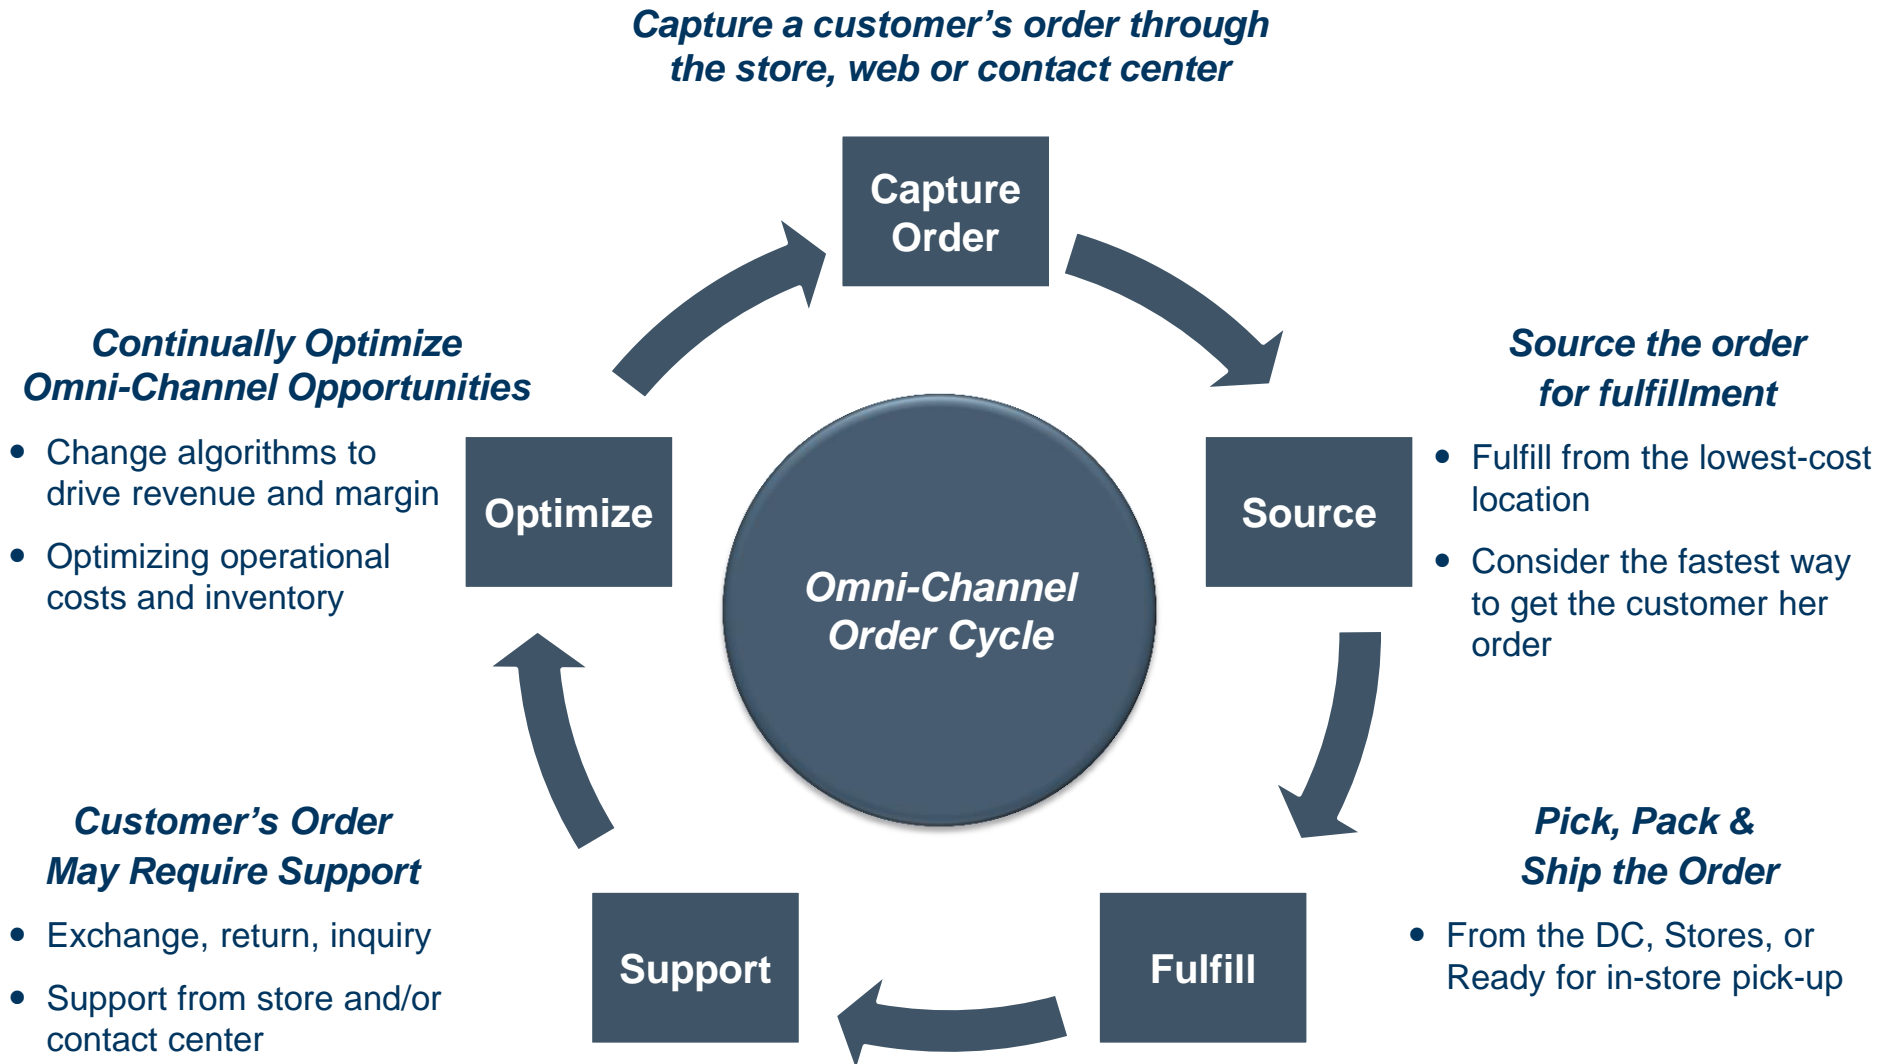 Capture a customer’s order through
the store, web or contact center
Capture
Order
Continually Optimize
Omni-Channel Opportunities
• Change algorithms to
drive revenue and margin
• Optimizing operational
costs and inventory
Optimize
Omni-Channel
Order Cycle
Source
Source the order
for fulfillment
• Fulfill from the lowest-cost
location
• Consider the fastest way
to get the customer her
order
Customer’s Order
May Require Support
• Exchange, return, inquiry
• Support from store and/or
contact center
Support
Fulfill
Pick, Pack &
Ship the Order
• From the DC, Stores, or
Ready for in-store pick-up